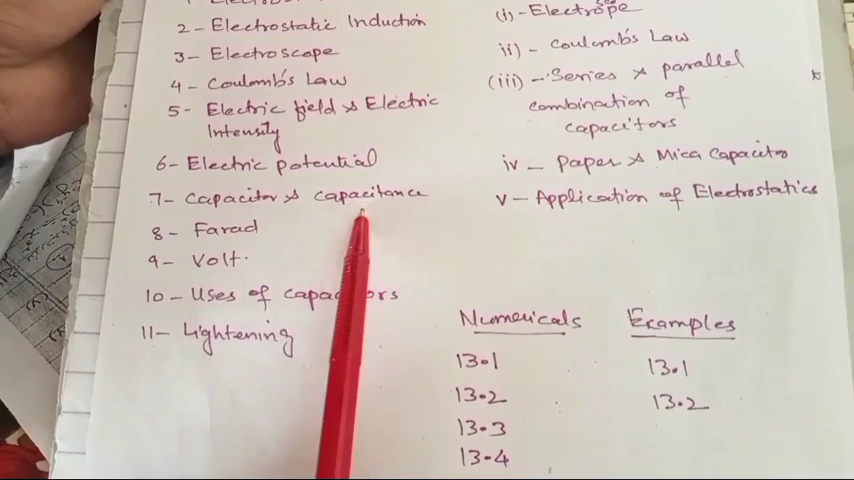 2 - Electrostatic Induction
3 - Electroscope
4 - Coulomb's Law
5 - Electric field & Electric
Intensity
6 - Electric potential
7 - Capacitor & capacitance
8 - Farad
9 - Volt.
10 - Uses of capacitors
11 - Lightening
ii) - Coulomb's Law
(iii) - Series & parallel
combination of
capacitors
iv - Paper & Mica Capacitor
v - Application of Electrostatics
Numericals
13.1
13.2
13.3
13.4
Examples
13.1
13.2